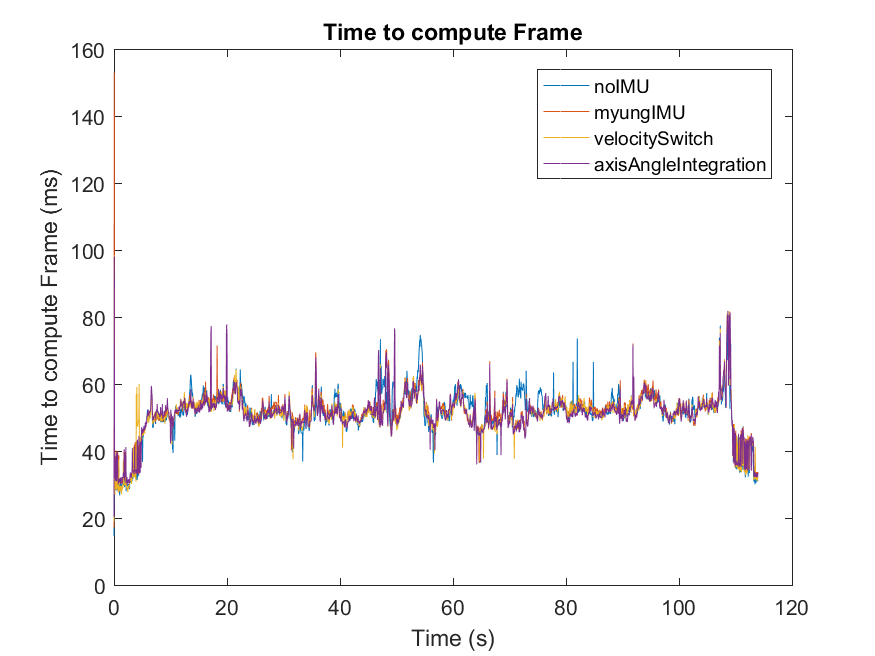 Time to compute Frame
160
140
120
100
80
60
40
20
0
Time to compute Frame (ms)
noIMU
myungIMU
velocitySwitch
axisAngleIntegration
0 20 40 60 80 100 120
Time (s)